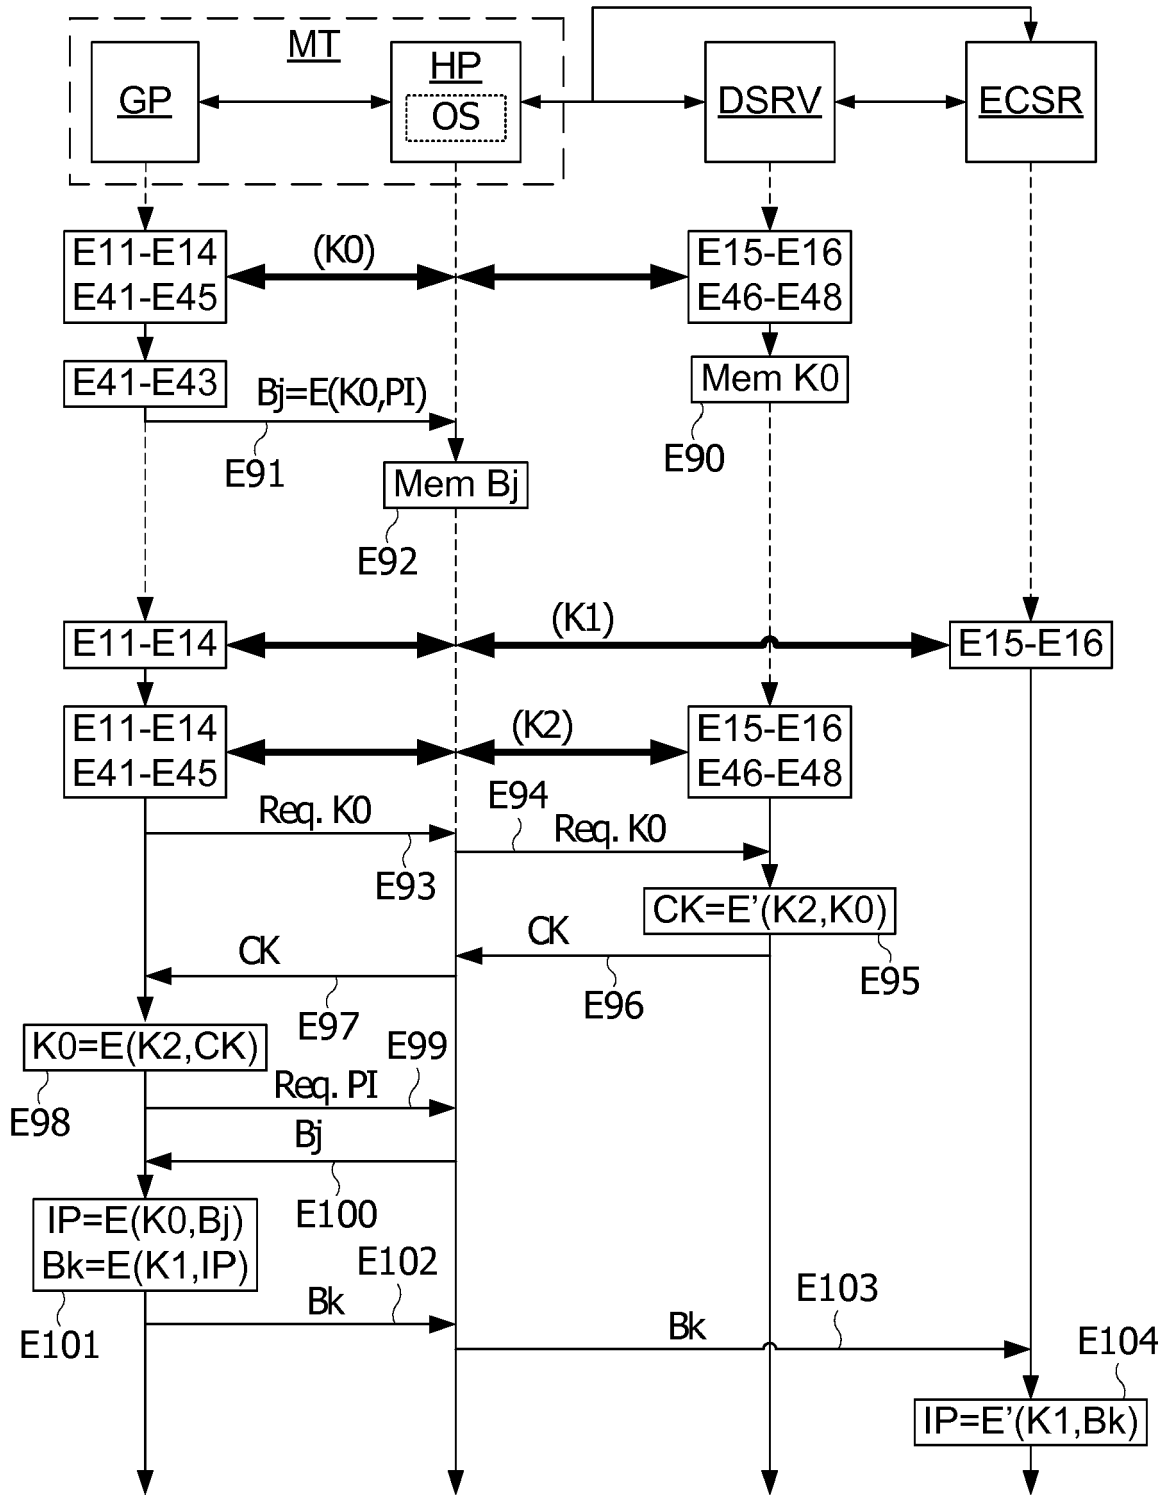 MT
GP
HP
OS
DSRV
ECSR
E11-E14
E41-E45
(K0)
E15-E16
E46-E48
E41-E43
Bj=E(K0,PI)
Mem K0
E91
E90
Mem Bj
E92
(K1)
E11-E14
E15-E16
E11-E14
E41-E45
(K2)
E15-E16
E46-E48
Req. K0
E94
Req. K0
E93
CK=E'(K2,K0)
CK
CK
E95
E97
E96
K0=E(K2,CK)
E99
Req. PI
E98
Bj
E100
IP=E(K0,Bj)
Bk=E(K1,IP)
E102
E103
Bk
E101
Bk
E104
IP=E'(K1,Bk)